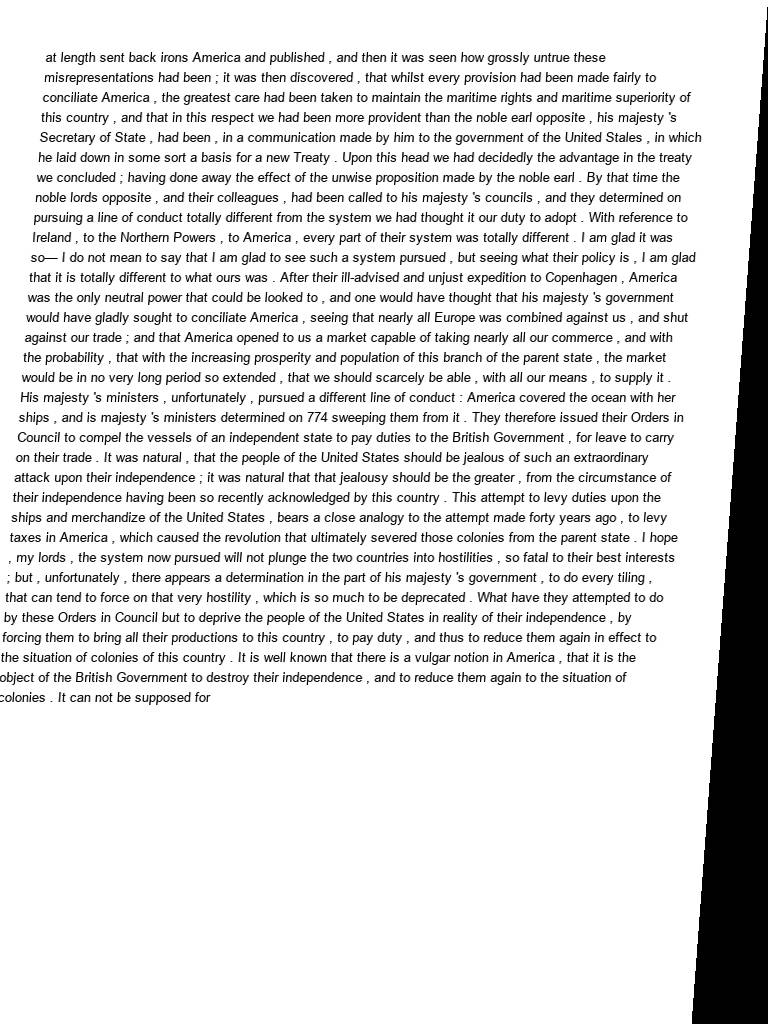 at length sent back irons America and published , and then it was seen how grossly untrue these
misrepresentations had been ; it was then discovered , that whilst every provision had been made fairly to
conciliate America , the greatest care had been taken to maintain the maritime rights and maritime superiority of
this country , and that in this respect we had been more provident than the noble earl opposite , his majesty 's
Secretary of State , had been , in a communication made by him to the government of the United Stales , in which
he laid down in some sort a basis for a new Treaty . Upon this head we had decidedly the advantage in the treaty
we concluded ; having done away the effect of the unwise proposition made by the noble earl . By that time the
noble lords opposite , and their colleagues , had been called to his majesty 's councils , and they determined on
pursuing a line of conduct totally different from the system we had thought it our duty to adopt . With reference to
Ireland , to the Northern Powers , to America , every part of their system was totally different . I am glad it was
so— I do not mean to say that I am glad to see such a system pursued , but seeing what their policy is , I am glad
that it is totally different to what ours was . After their ill-advised and unjust expedition to Copenhagen , America
was the only neutral power that could be looked to , and one would have thought that his majesty 's government
would have gladly sought to conciliate America , seeing that nearly all Europe was combined against us , and shut
against our trade ; and that America opened to us a market capable of taking nearly all our commerce , and with
the probability , that with the increasing prosperity and population of this branch of the parent state , the market
would be in no very long period so extended , that we should scarcely be able , with all our means , to supply it .
His majesty 's ministers , unfortunately , pursued a different line of conduct : America covered the ocean with her
ships , and is majesty 's ministers determined on 774 sweeping them from it . They therefore issued their Orders in
Council to compel the vessels of an independent state to pay duties to the British Government , for leave to carry
on their trade . It was natural , that the people of the United States should be jealous of such an extraordinary
attack upon their independence ; it was natural that that jealousy should be the greater , from the circumstance of
their independence having been so recently acknowledged by this country . This attempt to levy duties upon the
ships and merchandize of the United States , bears a close analogy to the attempt made forty years ago , to levy
taxes in America , which caused the revolution that ultimately severed those colonies from the parent state . I hope
, my lords , the system now pursued will not plunge the two countries into hostilities , so fatal to their best interests
; but , unfortunately , there appears a determination in the part of his majesty 's government , to do every tiling ,
that can tend to force on that very hostility , which is so much to be deprecated . What have they attempted to do
by these Orders in Council but to deprive the people of the United States in reality of their independence , by
forcing them to bring all their productions to this country , to pay duty , and thus to reduce them again in effect to
the situation of colonies of this country . It is well known that there is a vulgar notion in America , that it is the
object of the British Government to destroy their independence , and to reduce them again to the situation of
colonies . It can not be supposed for